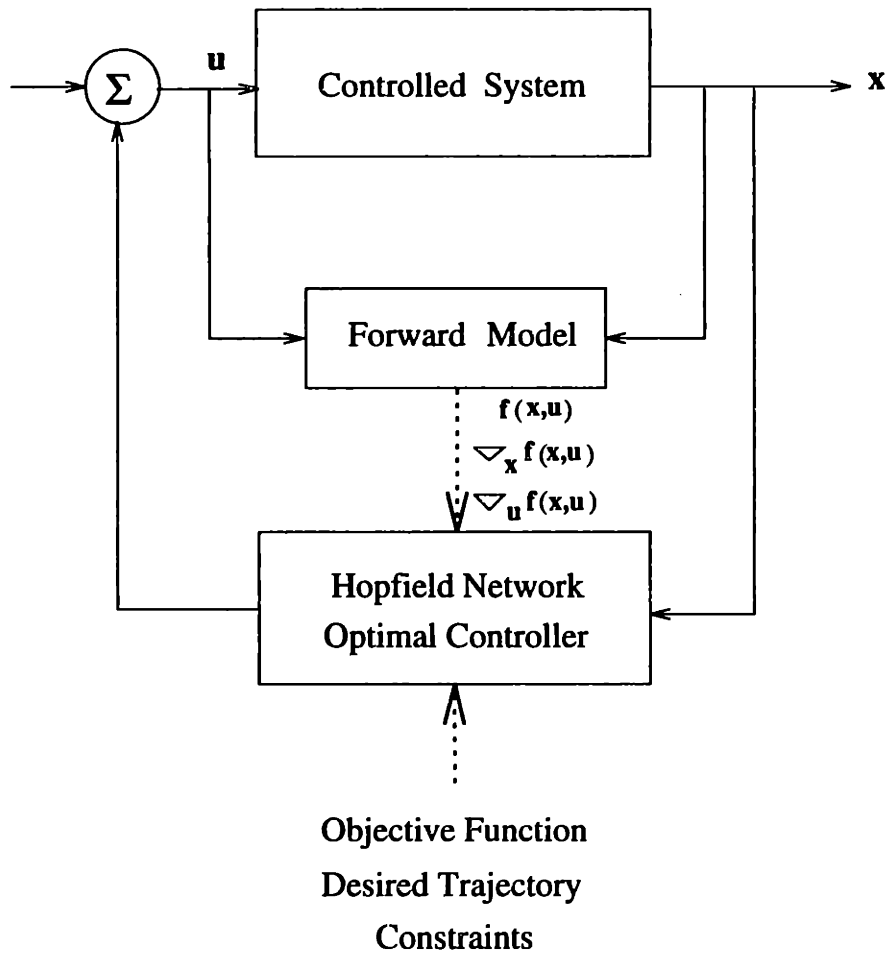 u
Controlled System
x
Σ
Forward Model
f(x,u)
▽x f(x,u)
▽u f(x,u)
Hopfield Network
Optimal Controller
Objective Function
Desired Trajectory
Constraints